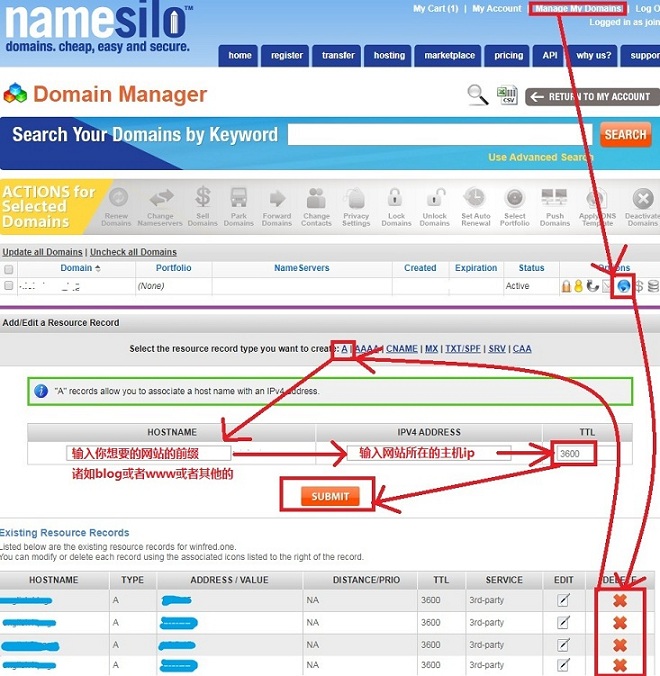 My Cart (1) | My Account | Manage My Domains | Log O
Logged in as join
namesilo™
domains. cheap, easy and secure.
home register transfer hosting marketplace pricing API why us? suppor
Domain Manager
CSV
RETURN TO MY ACCOUNT
Search Your Domains by Keyword
SEARCH
Use Advanced Search
ACTIONS for Selected Domains
Renew Domains
Change Nameservers
Sell Domains
Park Domains
Forward Domains
Change Contacts
Privacy Settings
Lock Domains
Unlock Domains
Set Auto Renewal
Select Portfolio
Push Domains
Apply DNS Template
Deactivate Domains
Update all Domains | Uncheck all Domains
Domain Portfolio NameServers Created Expiration Status Options
(None) Active
Add/Edit a Resource Record
Select the resource record type you want to create: A | AAAA | CNAME | MX | TXT/SPF | SRV | CAA
"A" records allow you to associate a host name with an IPv4 address.
HOSTNAME IPV4 ADDRESS TTL
输入你想要的网站的前缀 输入网站所在的主机ip 3600
诸如blog或者www或者其他的
SUBMIT
Existing Resource Records
Listed below are the existing resource records for winfred.one.
You can modify or delete each record using the associated icons listed to the right of the record.
HOSTNAME TYPE ADDRESS / VALUE DISTANCE/PRIO TTL SERVICE EDIT DELETE
A NA 3600 3rd-party
A NA 3600 3rd-party
A NA 3600 3rd-party
A NA 3600 3rd-party